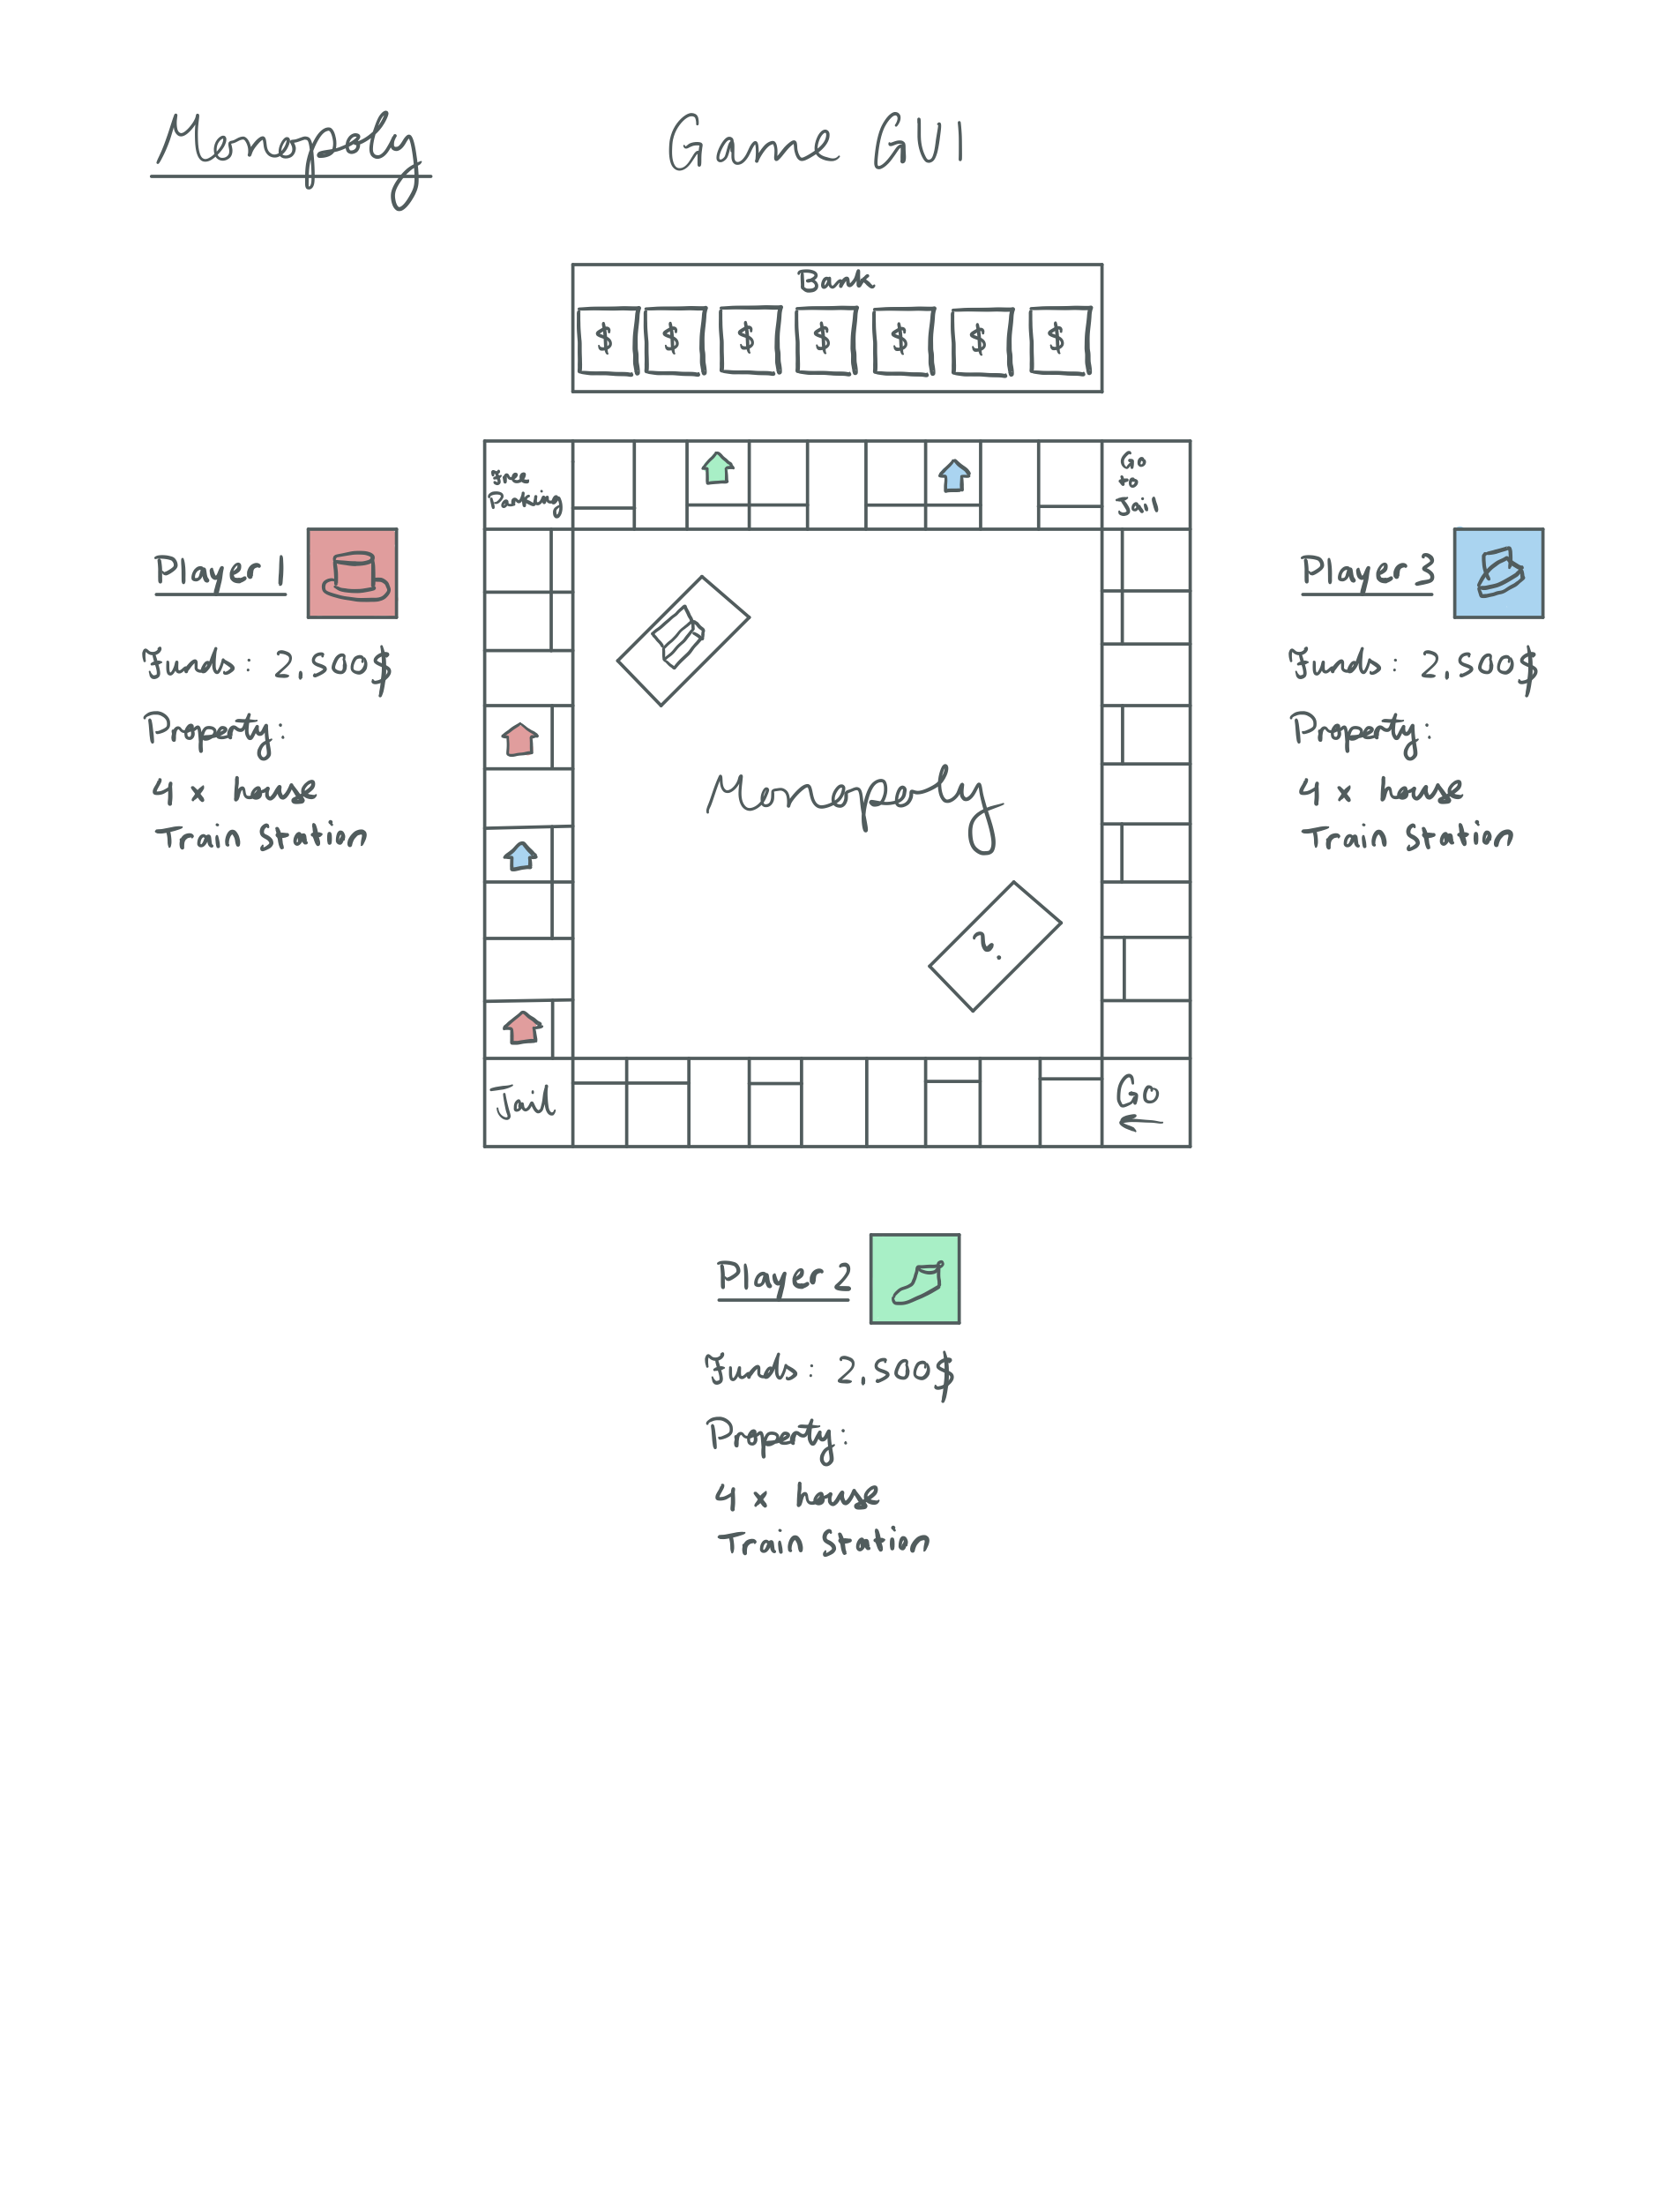 Monopoly
Game GUI
Bank
$ $ $ $ $ $ $
Free
Parking
Go
to
Jail
Player 1
Funds: 2,500$
Property:
4 x house
Train Station
Monopoly
?
Jail
Go
Player 3
Funds: 2,500$
Property:
4 x house
Train Station
Player 2
Funds: 2,500$
Property:
4 x house
Train Station